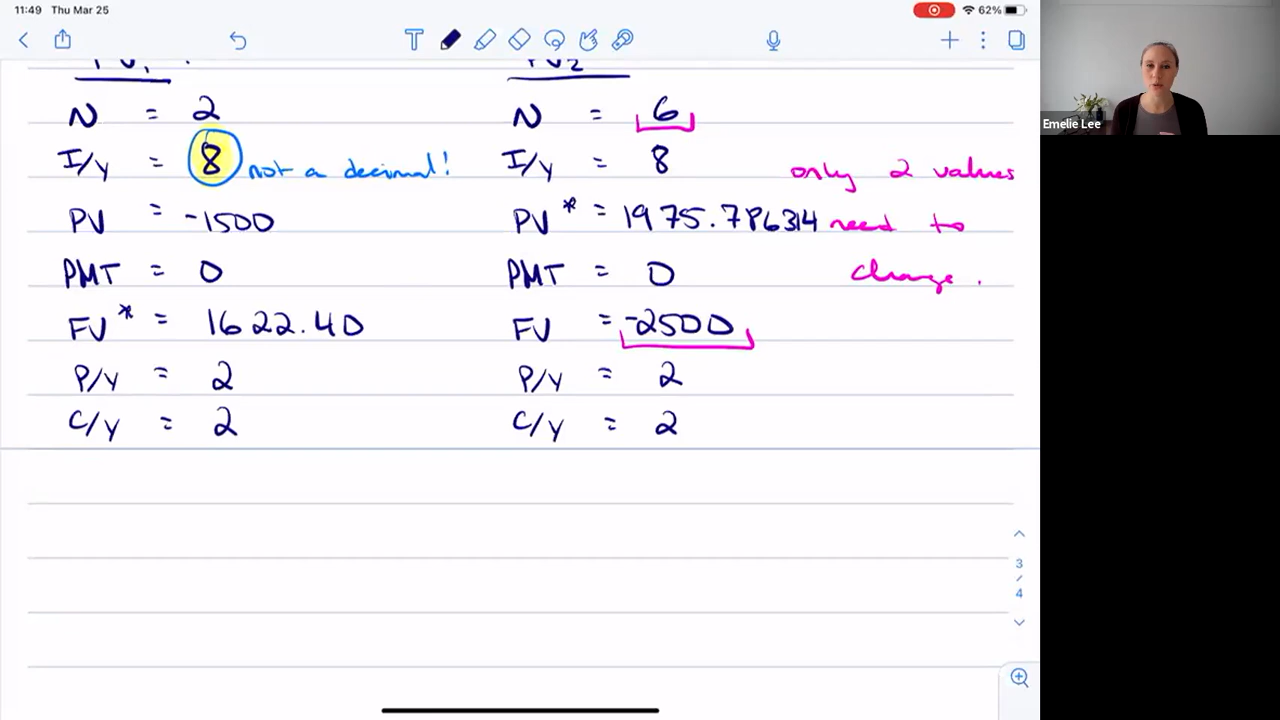 11:49 Thu Mar 25
62%
Emelie Lee
N = 2
I/Y = 8 not a decimal!
PV = -1500
PMT = 0
FV* = 1622.40
P/Y = 2
C/Y = 2
N = 6
I/Y = 8
PV* = 1975.786314
PMT = 0
FV = -2500
P/Y = 2
C/Y = 2
only 2 values
need to
change.
3
/
4